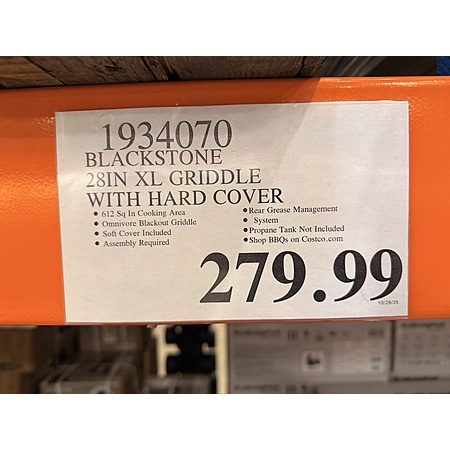 1934070
BLACKSTONE
28IN XL GRIDDLE
WITH HARD COVER
• 612 Sq In Cooking Area
• Omnivore Blackout Griddle
• Soft Cover Included
• Assembly Required
• Rear Grease Management
• System
• Propane Tank Not Included
• Shop BBQs on Costco.com
279.99
10/29/25